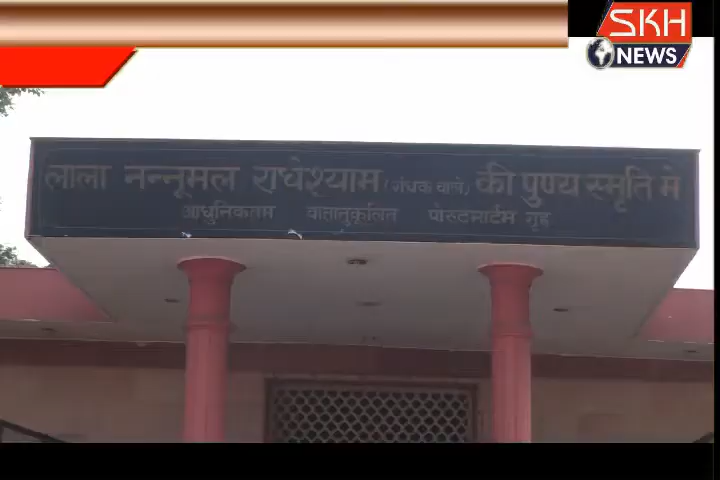 SKH
NEWS
लाला नन्नूमल राधेश्याम (गंधक वाले) की पुण्य स्मृति में
आधुनिकतम वातानुकूलित पोस्टमार्टम गृह